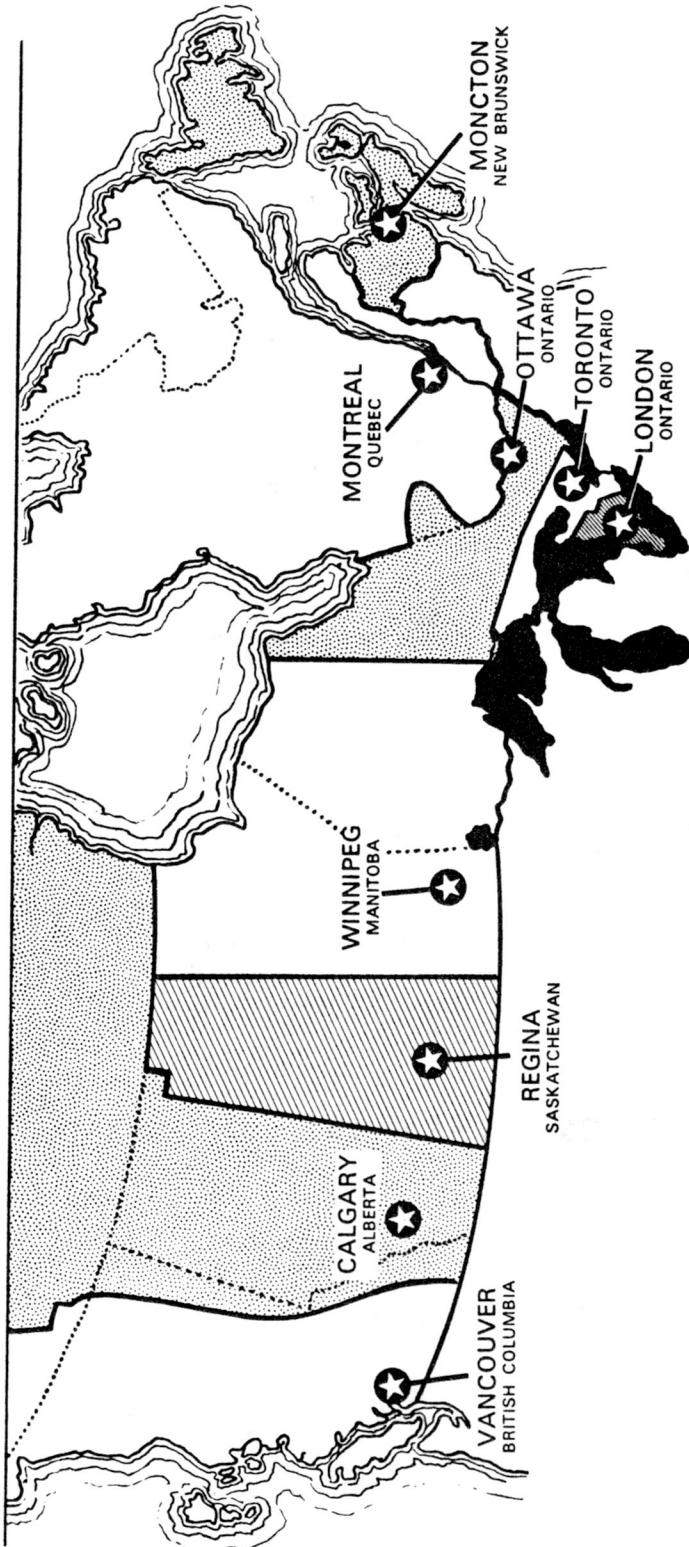 VANCOUVER
BRITISH COLUMBIA
CALGARY
ALBERTA
REGINA
SASKATCHEWAN
WINNIPEG
MANITOBA
MONTREAL
QUEBEC
OTTAWA
ONTARIO
TORONTO
ONTARIO
LONDON
ONTARIO
MONCTON
NEW BRUNSWICK